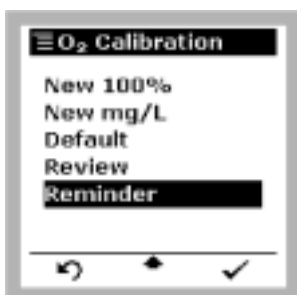 O₂ Calibration
New 100%
New mg/L
Default
Review
Reminder